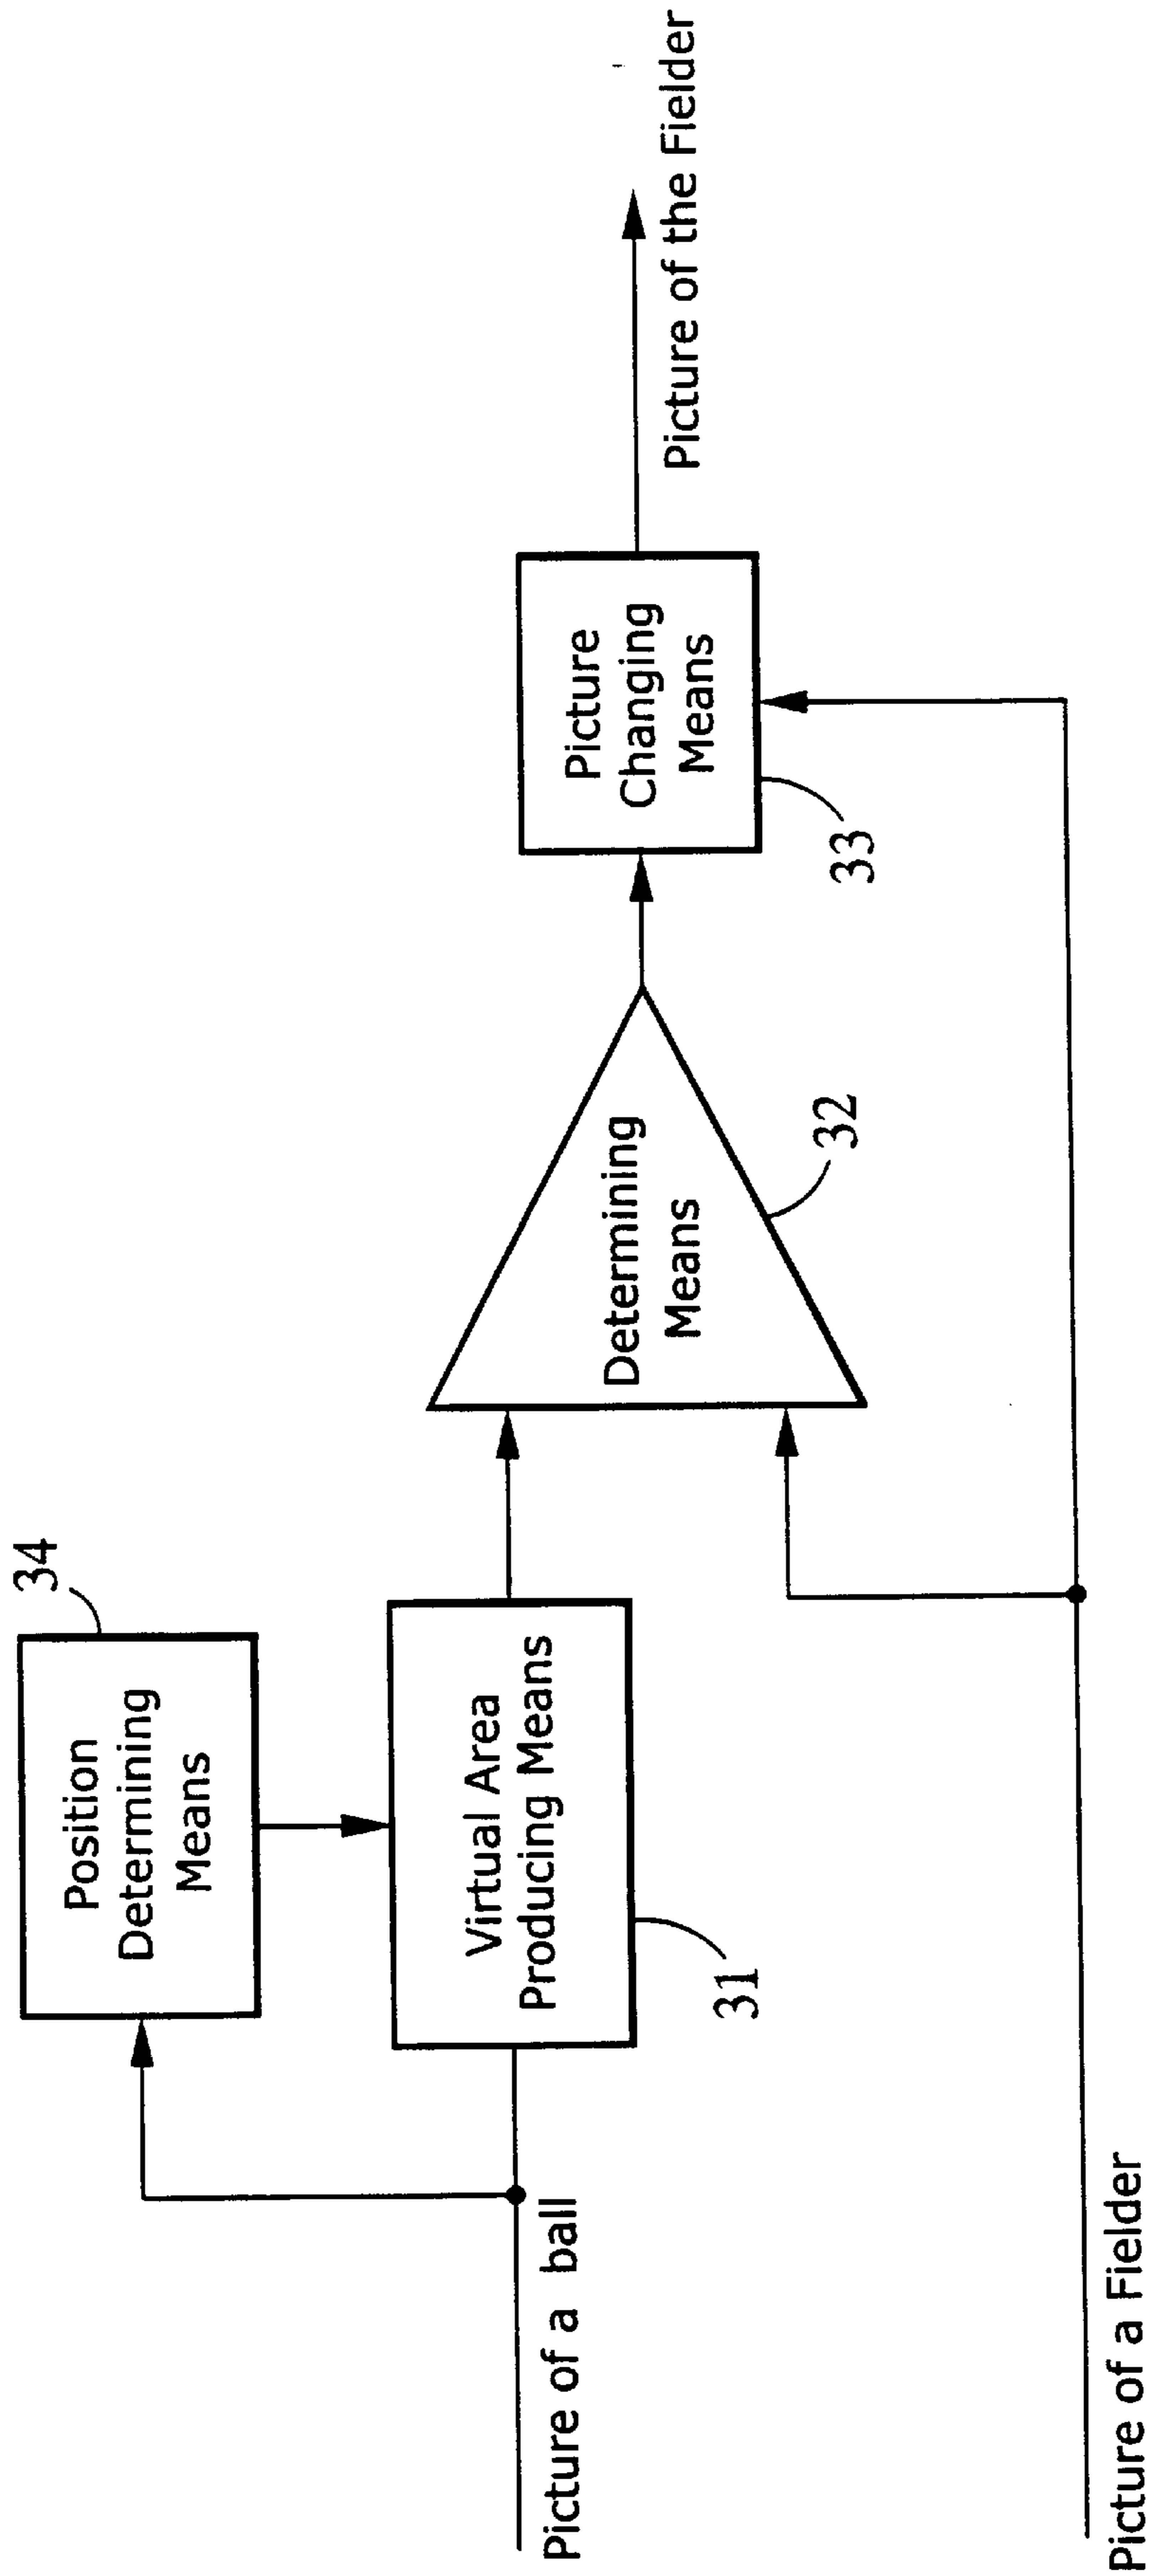 34
Position
Determining
Means
Virtual Area
Producing Means
31
Picture of a ball
Determining
Means
32
Picture
Changing
Means
33
Picture of the Fielder
Picture of a Fielder